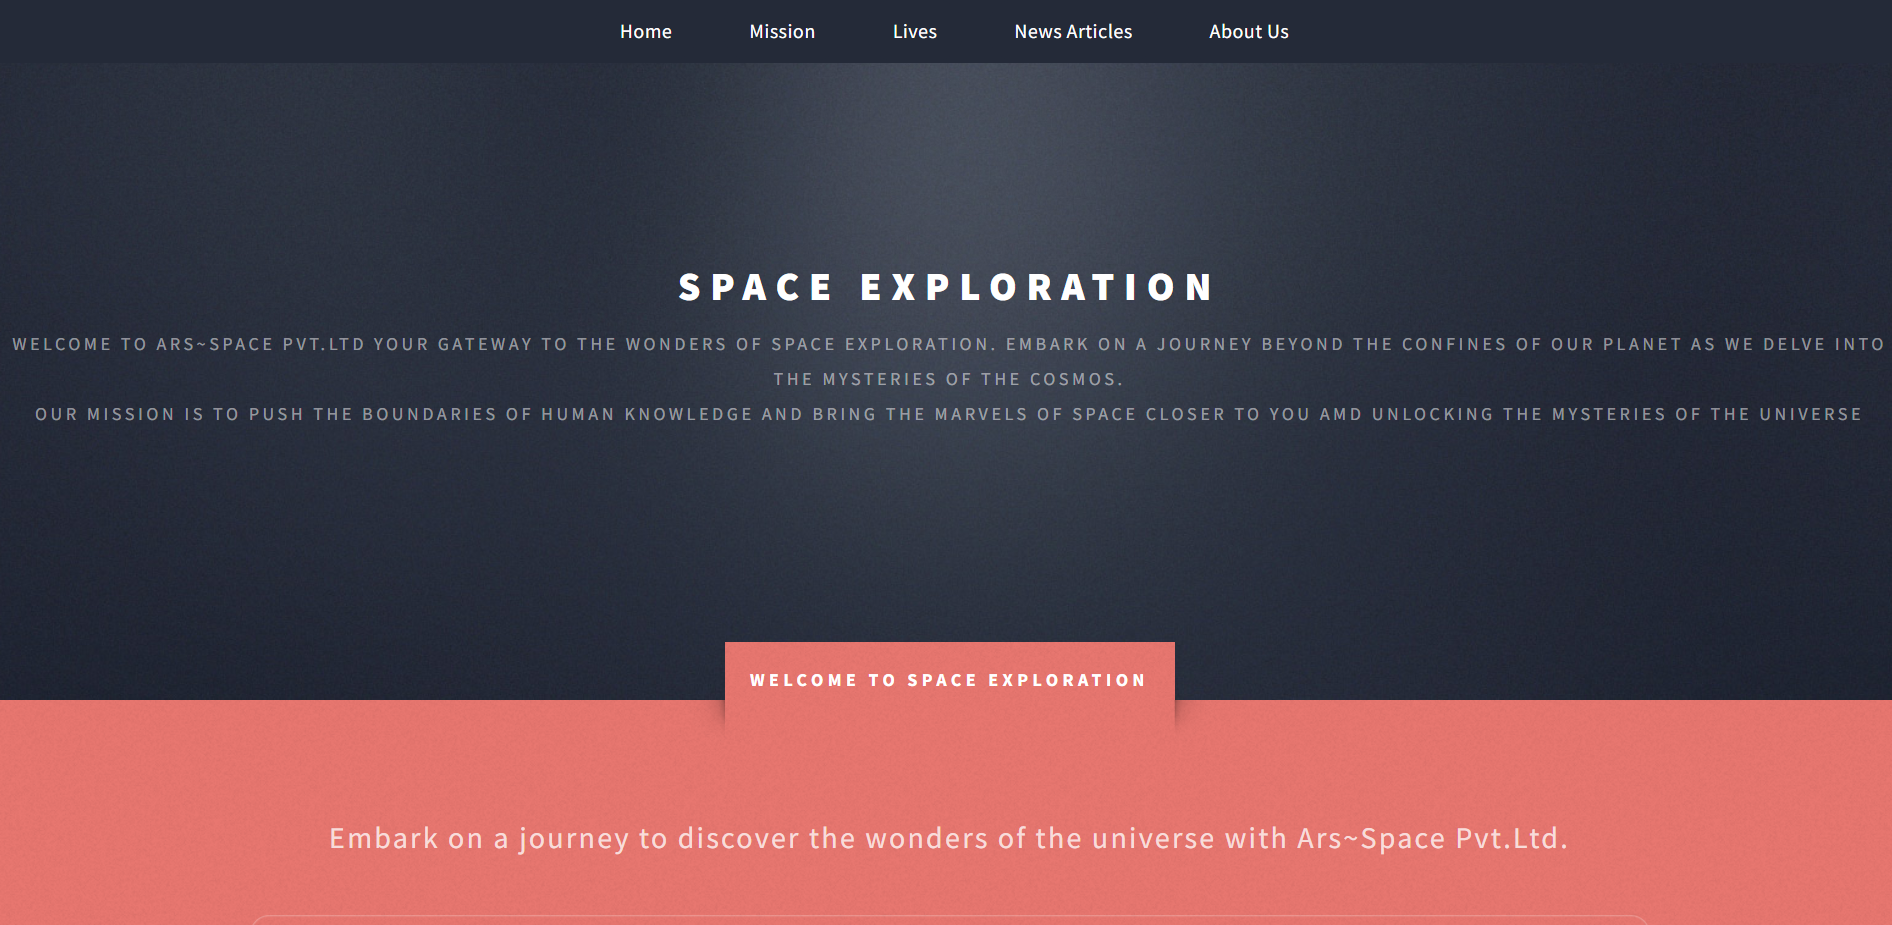 Home Mission Lives News Articles About Us
SPACE EXPLORATION
WELCOME TO ARS~SPACE PVT.LTD YOUR GATEWAY TO THE WONDERS OF SPACE EXPLORATION. EMBARK ON A JOURNEY BEYOND THE CONFINES OF OUR PLANET AS WE DELVE INTO
THE MYSTERIES OF THE COSMOS.
OUR MISSION IS TO PUSH THE BOUNDARIES OF HUMAN KNOWLEDGE AND BRING THE MARVELS OF SPACE CLOSER TO YOU AMD UNLOCKING THE MYSTERIES OF THE UNIVERSE
WELCOME TO SPACE EXPLORATION
Embark on a journey to discover the wonders of the universe with Ars~Space Pvt.Ltd.